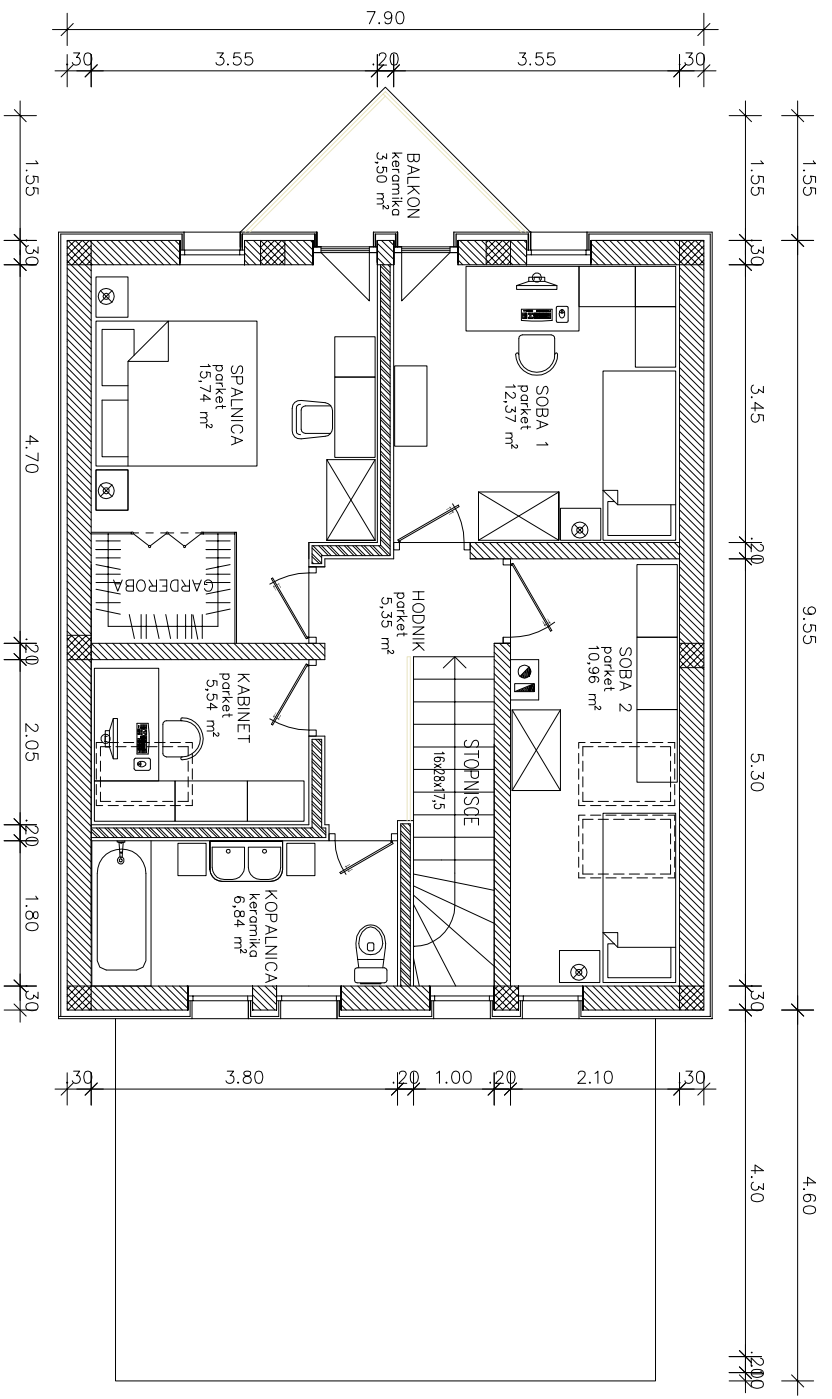 7.90
.30
3.55
.20
3.55
.30
1.55
.30
4.70
.20
2.05
.20
1.80
.30
1.55
.30
3.45
.20
5.30
.30
4.30
.20
1.55
9.55
4.60
BALKON
keramika
3,50 m²
SPALNICA
parket
15,74 m²
SOBA 1
parket
12,37 m²
GARDEROBA
HODNIK
parket
5,35 m²
SOBA 2
parket
10,96 m²
KABINET
parket
5,54 m²
STOPNISCE
16x28x17,5
KOPALNICA
keramika
6,84 m²
.30
3.80
.20
1.00
.20
2.10
.30